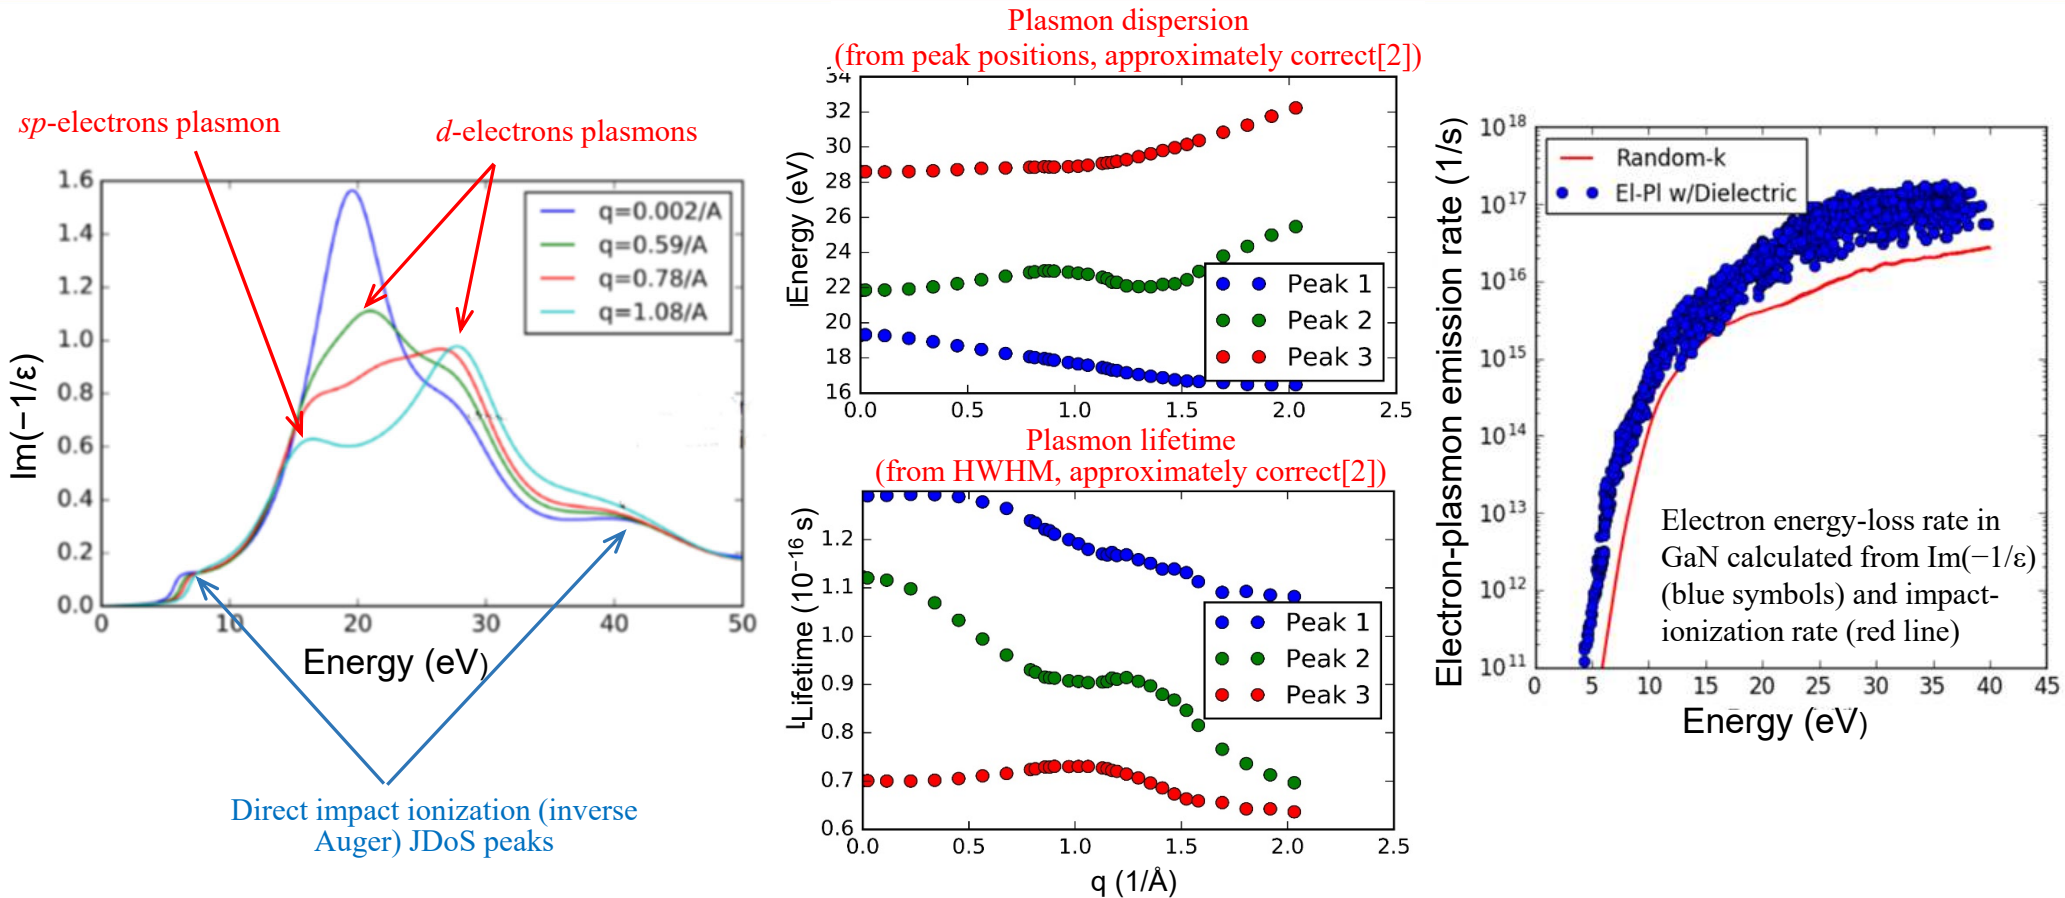 sp-electrons plasmon
d-electrons plasmons
Im(−1/ε)
1.6
1.4
1.2
1.0
0.8
0.6
0.4
0.2
0.0
q=0.002/A
q=0.59/A
q=0.78/A
q=1.08/A
0 10 20 30 40 50
Energy (eV)
Direct impact ionization (inverse
Auger) JDoS peaks
Plasmon dispersion
(from peak positions, approximately correct[2])
Energy (eV)
34
32
30
28
26
24
22
20
18
16
Peak 1
Peak 2
Peak 3
0.0 0.5 1.0 1.5 2.0 2.5
Plasmon lifetime
(from HWHM, approximately correct[2])
Lifetime (10⁻¹⁶ s)
1.2
1.1
1.0
0.9
0.8
0.7
0.6
Peak 1
Peak 2
Peak 3
0.0 0.5 1.0 1.5 2.0 2.5
q (1/Å)
Electron-plasmon emission rate (1/s)
10¹⁸
10¹⁷
10¹⁶
10¹⁵
10¹⁴
10¹³
10¹²
10¹¹
Random-k
El-Pl w/Dielectric
Electron energy-loss rate in
GaN calculated from Im(−1/ε)
(blue symbols) and impact-
ionization rate (red line)
0 5 10 15 20 25 30 35 40 45
Energy (eV)